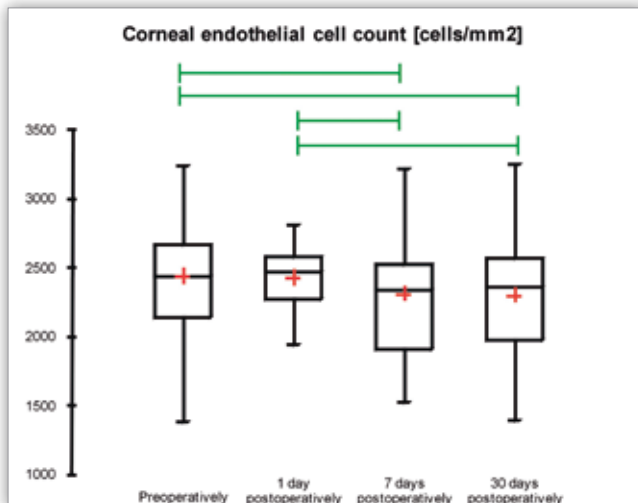 Corneal endothelial cell count [cells/mm2]
3500
3000
2500
2000
1500
1000
Preoperatively
1 day
postoperatively
7 days
postoperatively
30 days
postoperatively